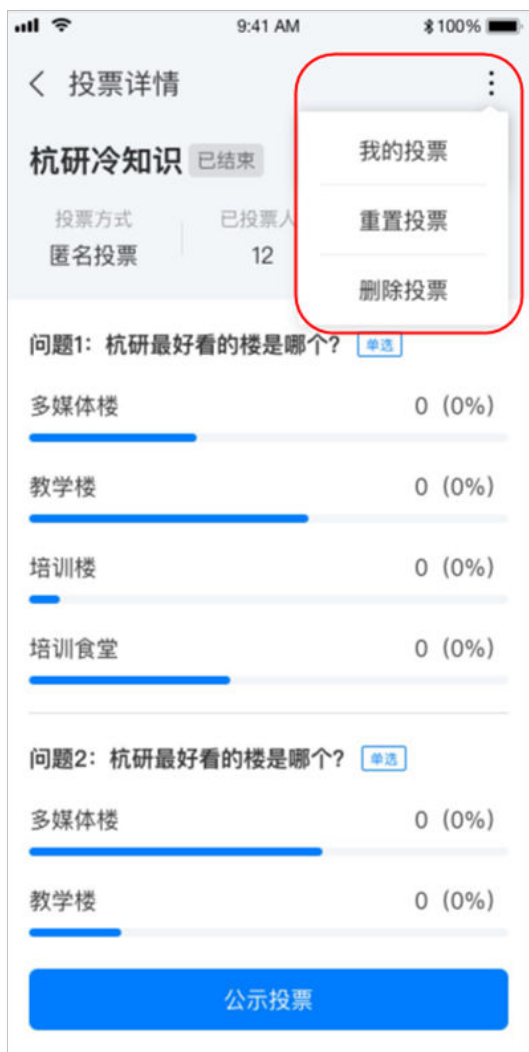 9:41 AM
100%
投票详情
我的投票
重置投票
删除投票
杭研冷知识 已结束
投票方式
匿名投票
已投票人
12
问题1：杭研最好看的楼是哪个？ 单选
多媒体楼 0 (0%)
教学楼 0 (0%)
培训楼 0 (0%)
培训食堂 0 (0%)
问题2：杭研最好看的楼是哪个？ 单选
多媒体楼 0 (0%)
教学楼 0 (0%)
公示投票